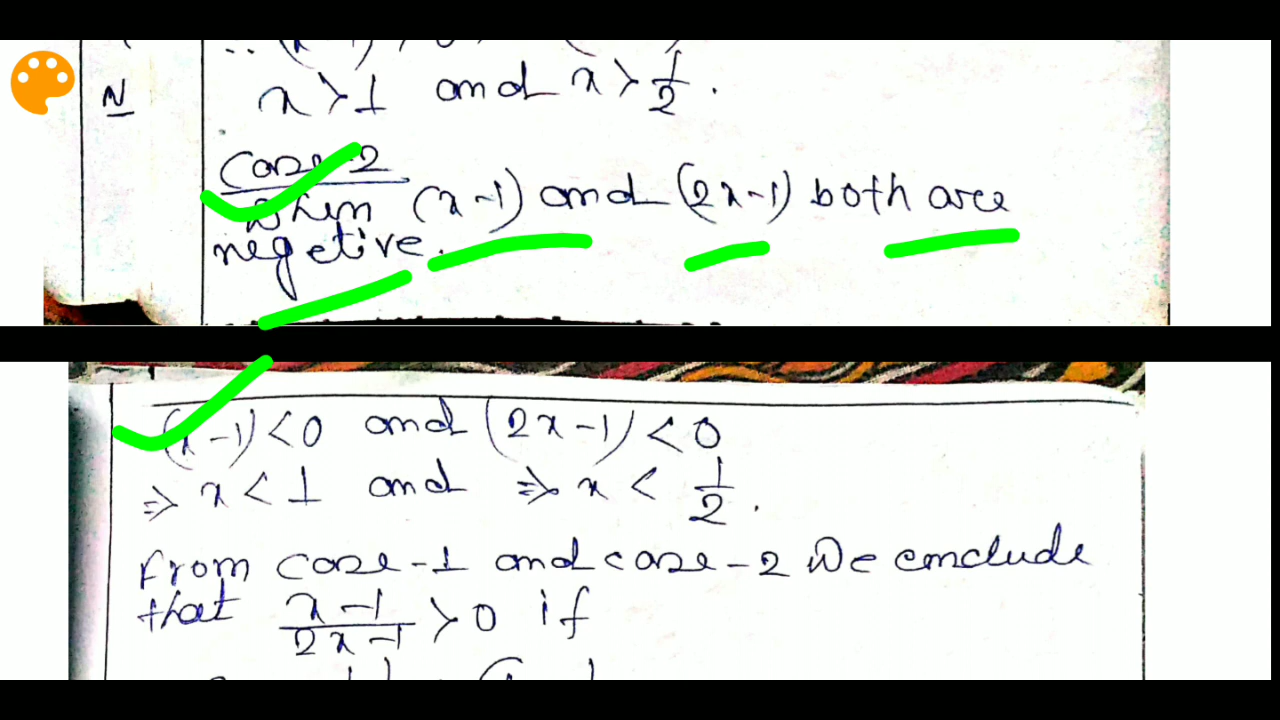 N
x > 1 and x > 1/2 .
Case-2
When (x-1) and (2x-1) both are
negetive.
(x-1) < 0 and (2x-1) < 0
⇒ x < 1 and ⇒ x < 1/2 .
From case-1 and case-2 We conclude
that (x-1)/(2x-1) > 0 if